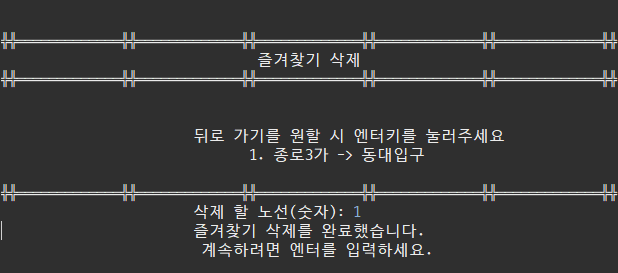 즐겨찾기 삭제
뒤로 가기를 원할 시 엔터키를 눌러주세요
1. 종로3가 -> 동대입구
삭제 할 노선(숫자): 1
즐겨찾기 삭제를 완료했습니다.
계속하려면 엔터를 입력하세요.